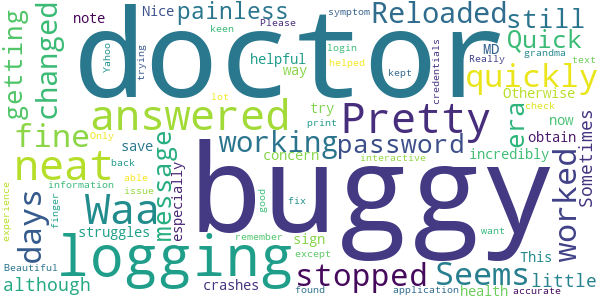 doctor
buggy
logging
Pretty
answered
neat
Waa
Seems
stopped
quickly
Reloaded
fine
working
password
worked
days
changed
getting
message
era
Quick
still
painless
Nice
note
helpful
way
try
concern
save
back
struggles
especially
sign
crashes
although
little
health
incredibly
obtain
now
Otherwise
Sometimes
MD
Please
keen
symptom
Yahoo
trying
helped
kept
login
Really
credentials
grandma
text
check
lot
print
Only
able
issue
information
experience
finger
Beautiful
good
fix
interactive
remember
except
found
application
want
This
accurate